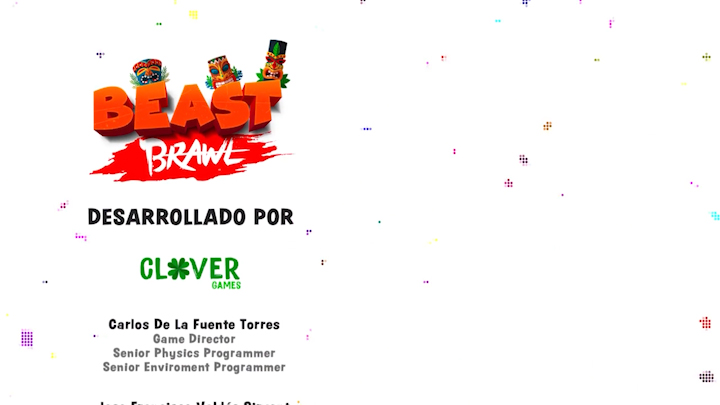 BEAST
BRAWL
DESARROLLADO POR
CLOVER
GAMES
Carlos De La Fuente Torres
Game Director
Senior Physics Programmer
Senior Enviroment Programmer